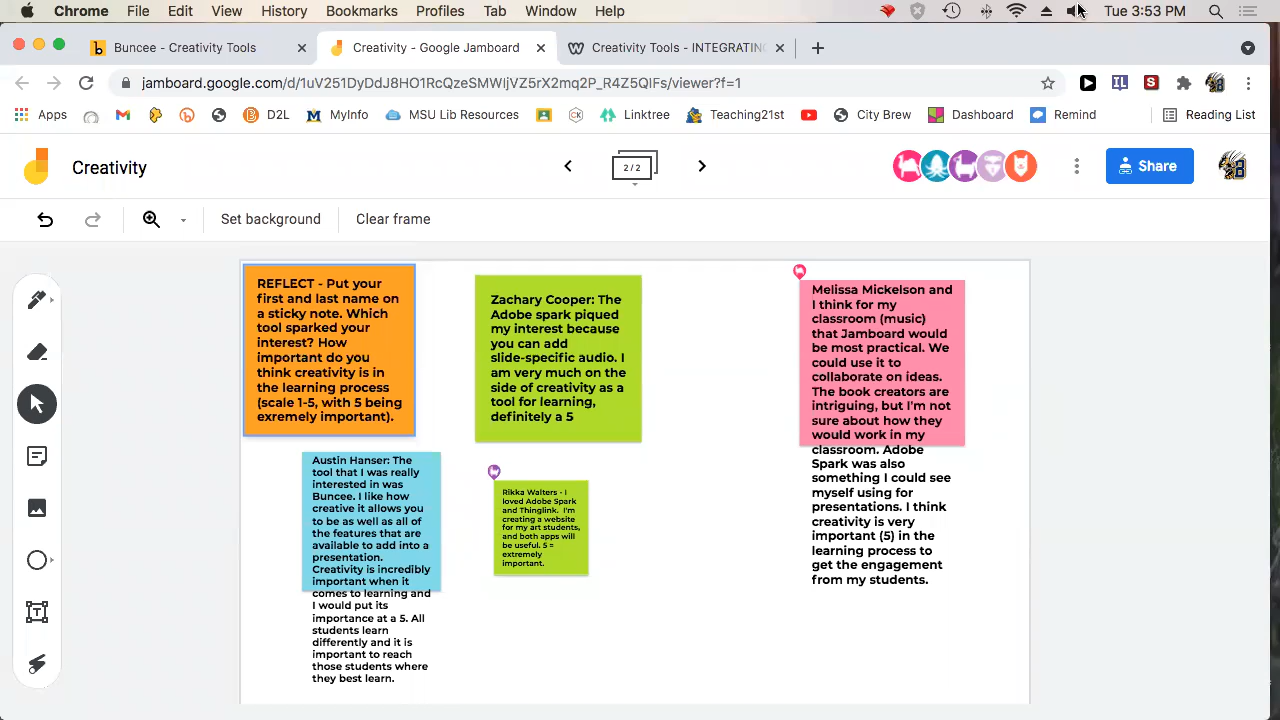 Chrome File Edit View History Bookmarks Profiles Tab Window Help Tue 3:53 PM
Buncee - Creativity Tools
Creativity - Google Jamboard
Creativity Tools - INTEGRATING
jamboard.google.com/d/1uV251DyDdJ8HO1RcQzeSMWIjVZ5rX2mq2P_R4Z5QIFs/viewer?f=1
Apps D2L MyInfo MSU Lib Resources Linktree Teaching21st City Brew Dashboard Remind Reading List
Creativity
2 / 2
Share
Set background
Clear frame
REFLECT - Put your
first and last name on
a sticky note. Which
tool sparked your
interest? How
important do you
think creativity is in
the learning process
(scale 1-5, with 5 being
exremely important).
Zachary Cooper: The
Adobe spark piqued
my interest because
you can add
slide-specific audio. I
am very much on the
side of creativity as a
tool for learning,
definitely a 5
Melissa Mickelson and
I think for my
classroom (music)
that Jamboard would
be most practical. We
could use it to
collaborate on ideas.
The book creators are
intriguing, but I'm not
sure about how they
would work in my
classroom. Adobe
Spark was also
something I could see
myself using for
presentations. I think
creativity is very
important (5) in the
learning process to
get the engagement
from my students.
Austin Hanser: The
tool that I was really
interested in was
Buncee. I like how
creative it allows you
to be as well as all of
the features that are
available to add into a
presentation.
Creativity is incredibly
important when it
comes to learning and
I would put its
importance at a 5. All
students learn
differently and it is
important to reach
those students where
they best learn.
Rikka Walters - I
loved Adobe Spark
and Thinglink. I'm
creating a website
for my art students,
and both apps will
be useful. 5 =
extremely
important.